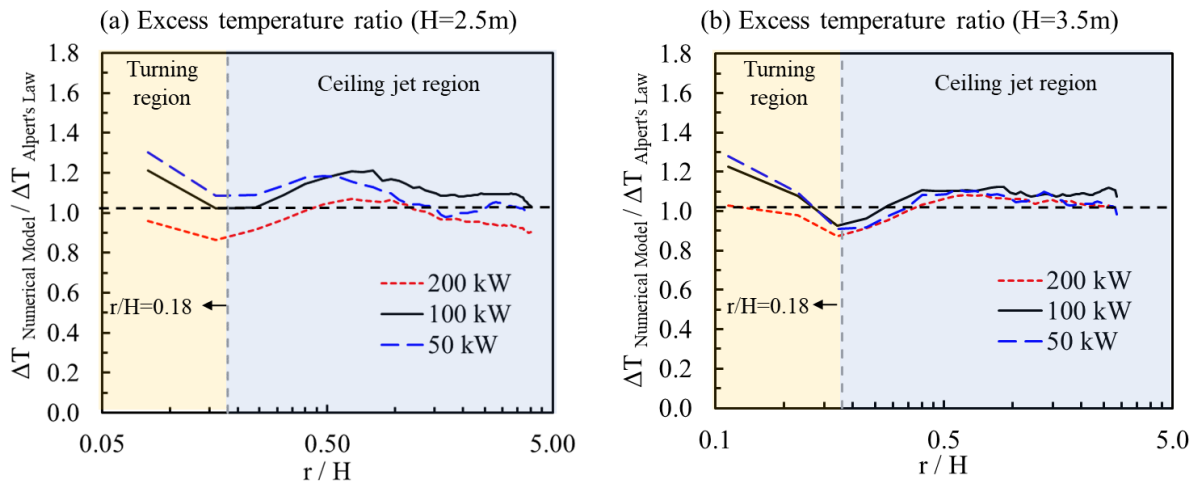 (a) Excess temperature ratio (H=2.5m)
ΔT Numerical Model / ΔT Alpert's Law
1.8
1.6
1.4
1.2
1.0
0.8
0.6
0.4
0.2
0.0
Turning
region
Ceiling jet region
r/H=0.18
200 kW
100 kW
50 kW
0.05
0.50
5.00
r / H
(b) Excess temperature ratio (H=3.5m)
ΔT Numerical Model / ΔT Alpert's Law
1.8
1.6
1.4
1.2
1.0
0.8
0.6
0.4
0.2
0.0
Turning
region
Ceiling jet region
r/H=0.18
200 kW
100 kW
50 kW
0.1
0.5
5.0
r / H